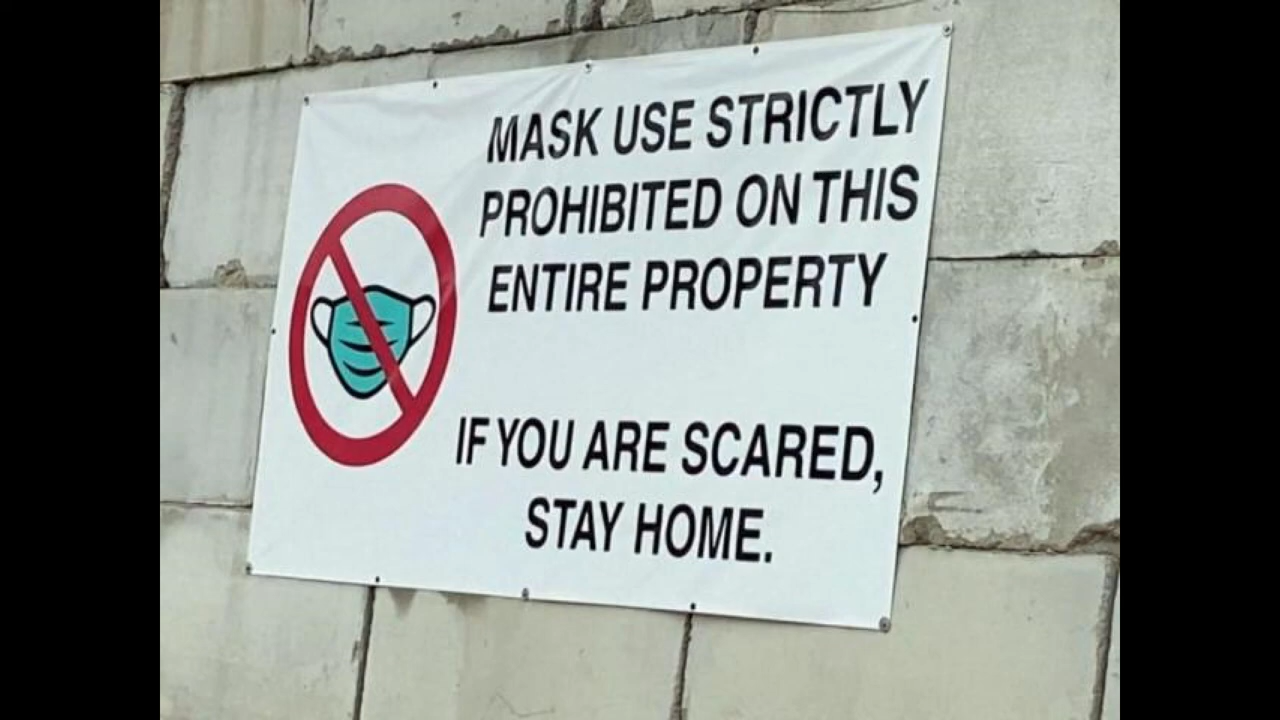 MASK USE STRICTLY
PROHIBITED ON THIS
ENTIRE PROPERTY
IF YOU ARE SCARED,
STAY HOME.